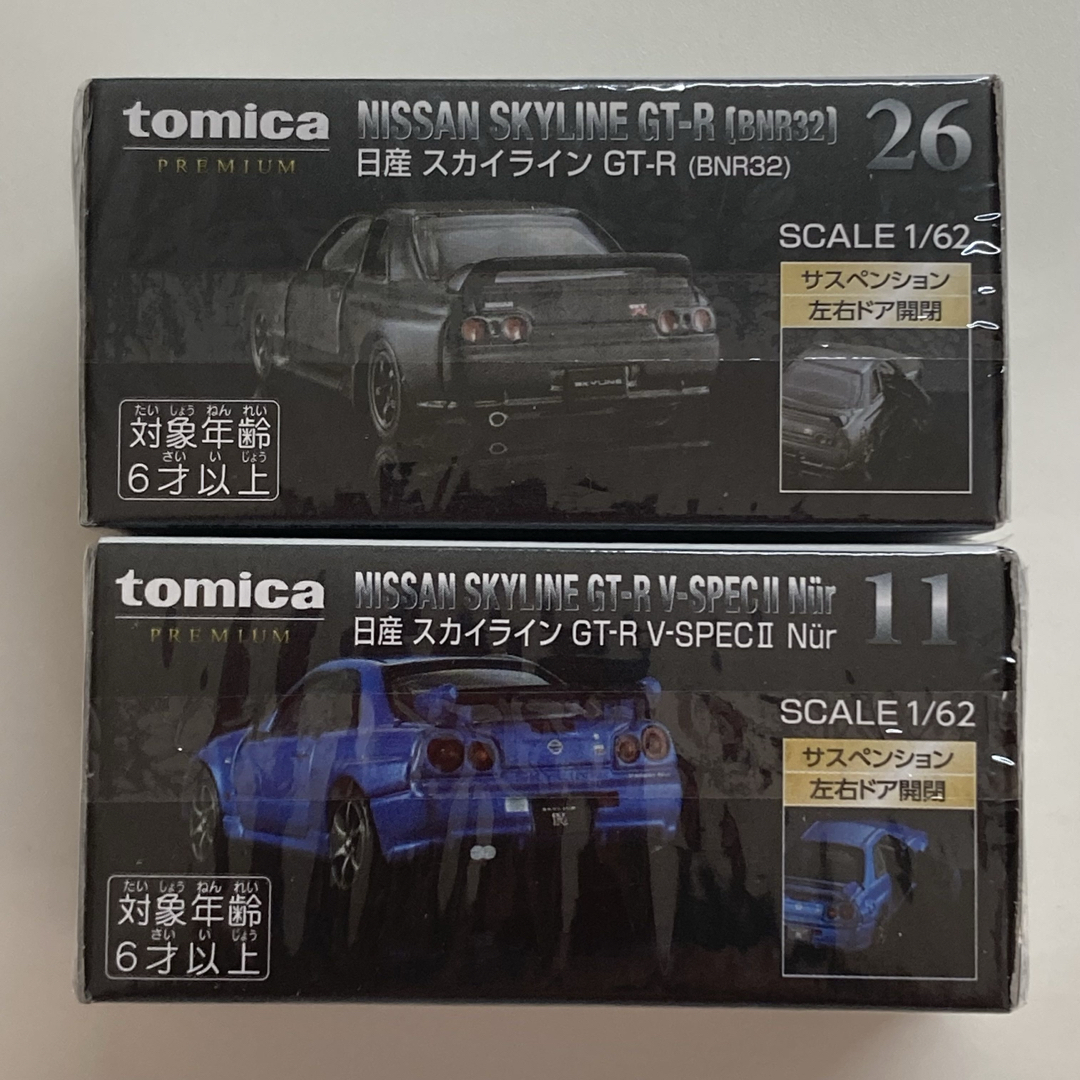 tomica
PREMIUM
NISSAN SKYLINE GT-R (BNR32)
日産 スカイライン GT-R (BNR32)
26
SCALE 1/62
サスペンション
左右ドア開閉
SKYLINE
たい しょう ねん れい
対象年齢
さい い じょう
6才以上
tomica
PREMIUM
NISSAN SKYLINE GT-R V-SPECⅡ Nür
日産 スカイライン GT-R V-SPECⅡ Nür
11
SCALE 1/62
サスペンション
左右ドア開閉
たい しょう ねん れい
対象年齢
さい い じょう
6才以上